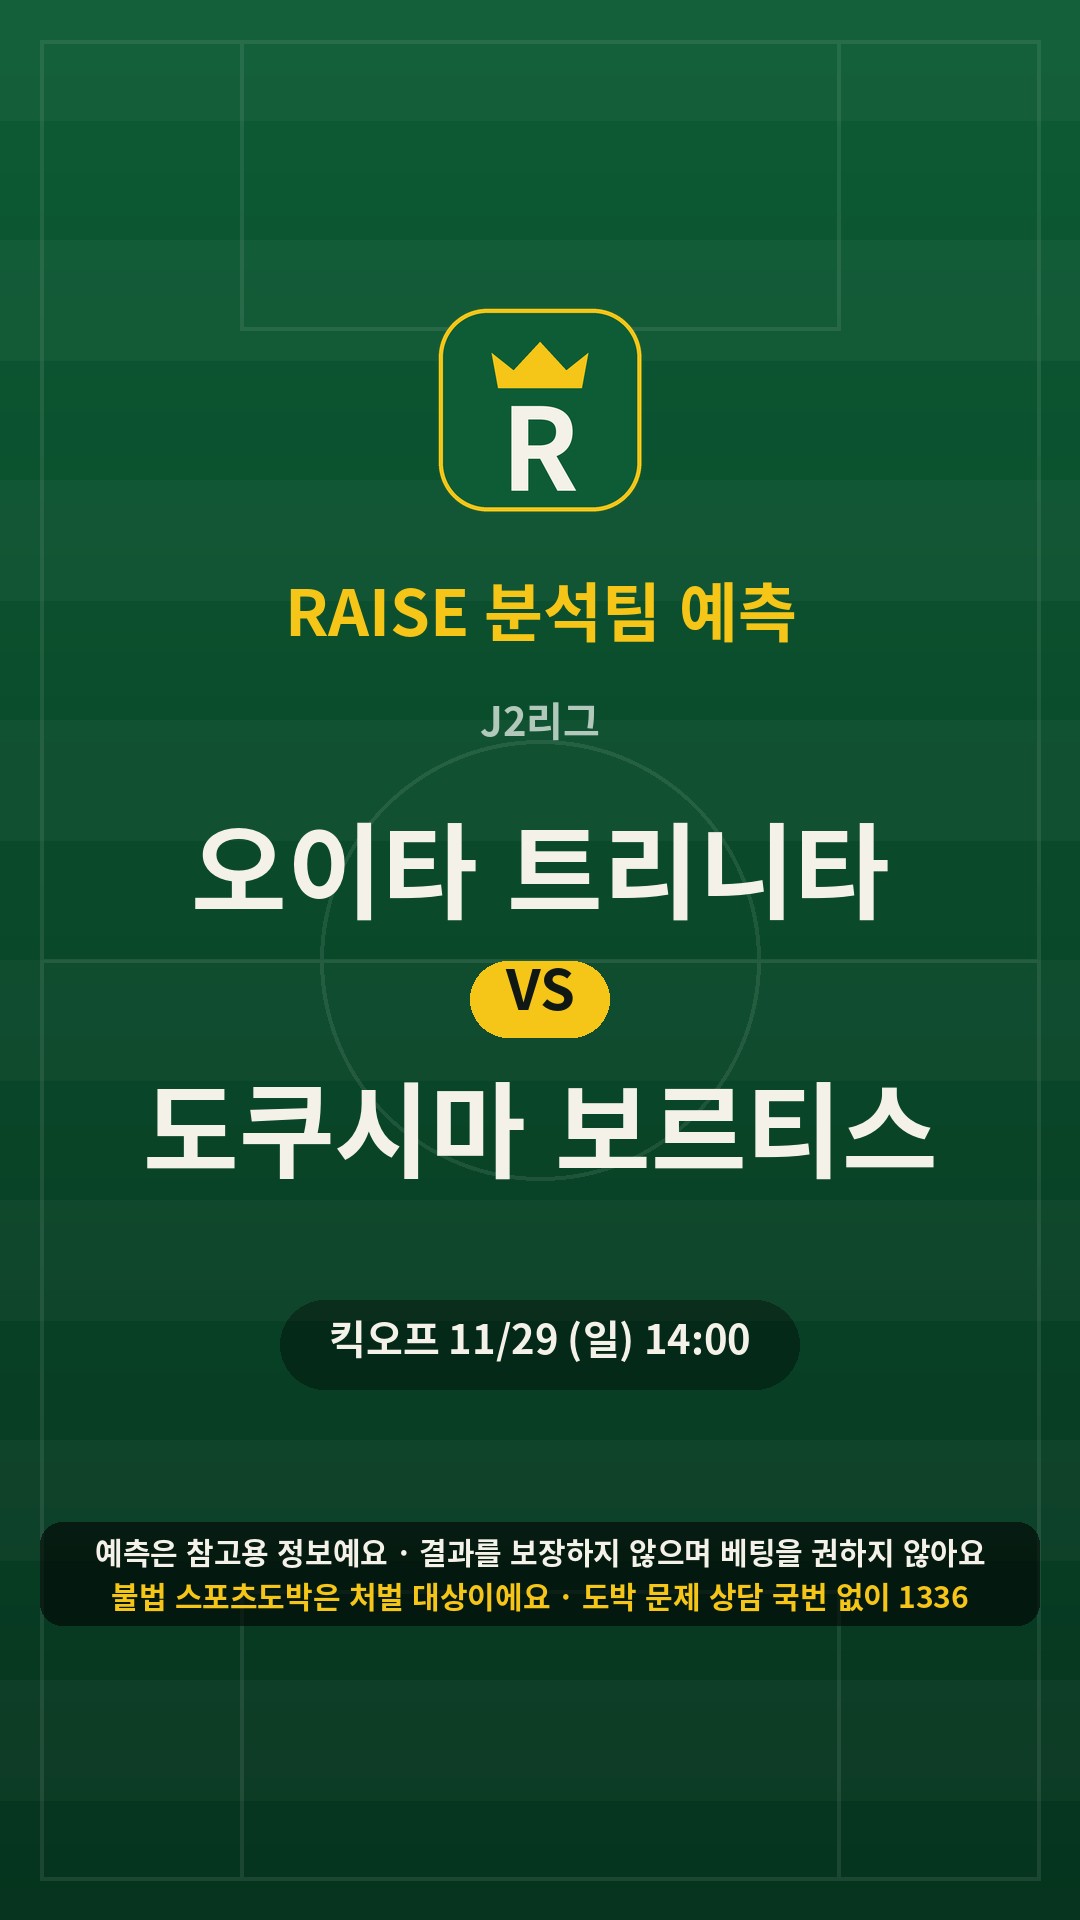 R
RAISE 분석팀 예측
J2리그
오이타 트리니타
VS
도쿠시마 보르티스
킥오프 11/29 (일) 14:00
예측은 참고용 정보예요 · 결과를 보장하지 않으며 베팅을 권하지 않아요
불법 스포츠도박은 처벌 대상이에요 · 도박 문제 상담 국번 없이 1336